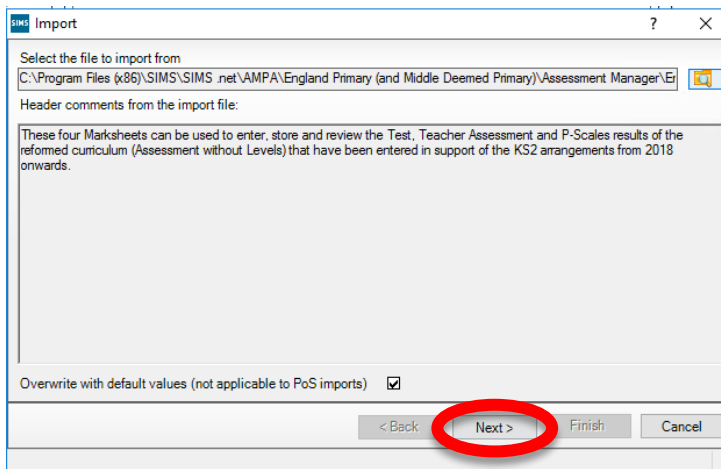 SIMS Import ? X
Select the file to import from
C:\Program Files (x86)\SIMS\SIMS .net\AMPA\England Primary (and Middle Deemed Primary)\Assessment Manager\Er
Header comments from the import file:
These four Marksheets can be used to enter, store and review the Test, Teacher Assessment and P-Scales results of the
reformed curriculum (Assessment without Levels) that have been entered in support of the KS2 arrangements from 2018
onwards.
Overwrite with default values (not applicable to PoS imports)
< Back Next > Finish Cancel